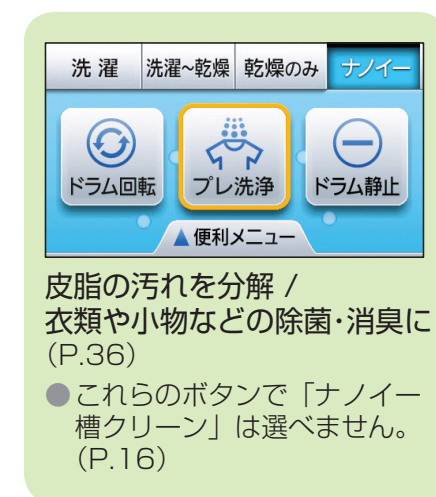 洗濯 洗濯~乾燥 乾燥のみ ナノイー
ドラム回転 プレ洗浄 ドラム静止
▲便利メニュー
皮脂の汚れを分解 /
衣類や小物などの除菌・消臭に
（P.36）
●これらのボタンで「ナノイー
槽クリーン」は選べません。
（P.16）